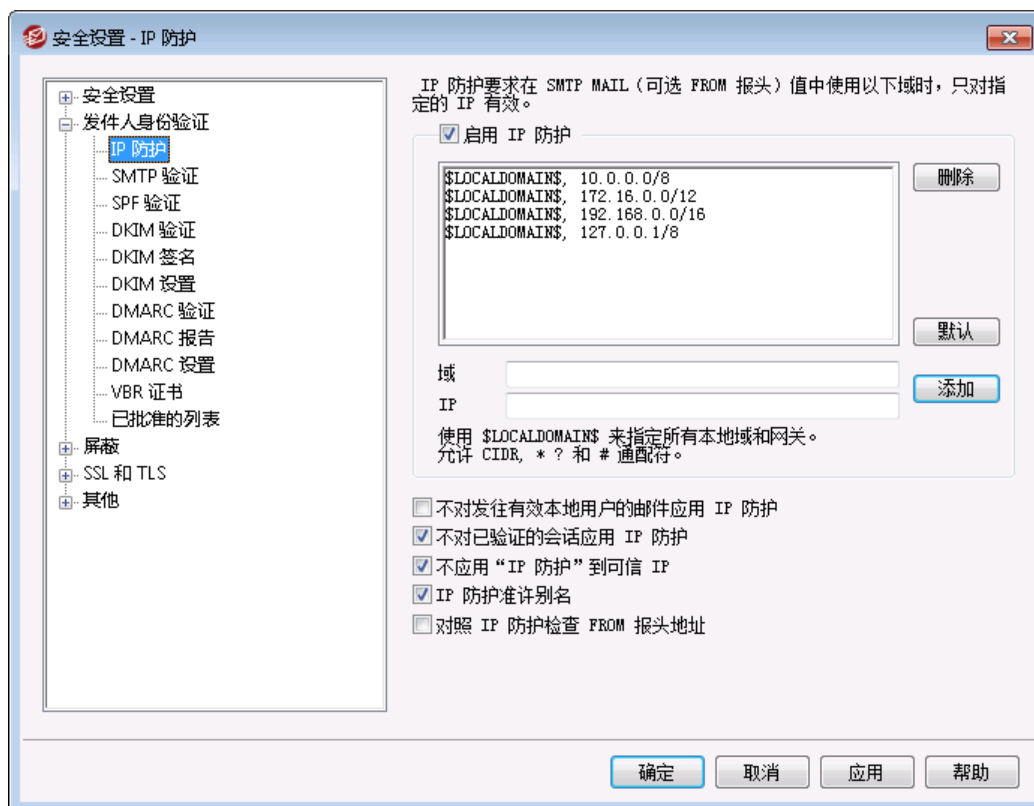 安全设置 - IP 防护
安全设置
发件人身份验证
IP 防护
SMTP 验证
SPF 验证
DKIM 验证
DKIM 签名
DKIM 设置
DMARC 验证
DMARC 报告
DMARC 设置
VBR 证书
已批准的列表
屏蔽
SSL 和 TLS
其他
IP 防护要求在 SMTP MAIL（可选 FROM 报头）值中使用以下域时，只对指
定的 IP 有效。
启用 IP 防护
$LOCALDOMAIN$, 10.0.0.0/8
$LOCALDOMAIN$, 172.16.0.0/12
$LOCALDOMAIN$, 192.168.0.0/16
$LOCALDOMAIN$, 127.0.0.1/8
删除
默认
域
添加
IP
使用 $LOCALDOMAIN$ 来指定所有本地域和网关。
允许 CIDR, * ? 和 # 通配符。
不对发往有效本地用户的邮件应用 IP 防护
不对已验证的会话应用 IP 防护
不应用“IP 防护”到可信 IP
IP 防护准许别名
对照 IP 防护检查 FROM 报头地址
确定
取消
应用
帮助